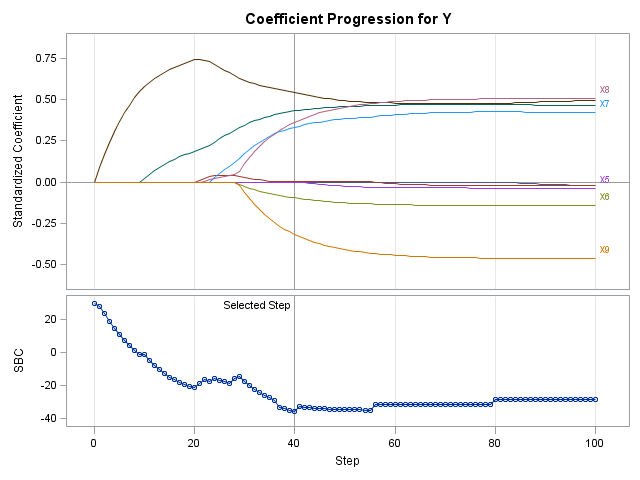 Coefficient Progression for Y
Standardized Coefficient
0.75
0.50
0.25
0.00
-0.25
-0.50
X8
X7
X5
X6
X9
Selected Step
SBC
20
0
-20
-40
0
20
40
60
80
100
Step